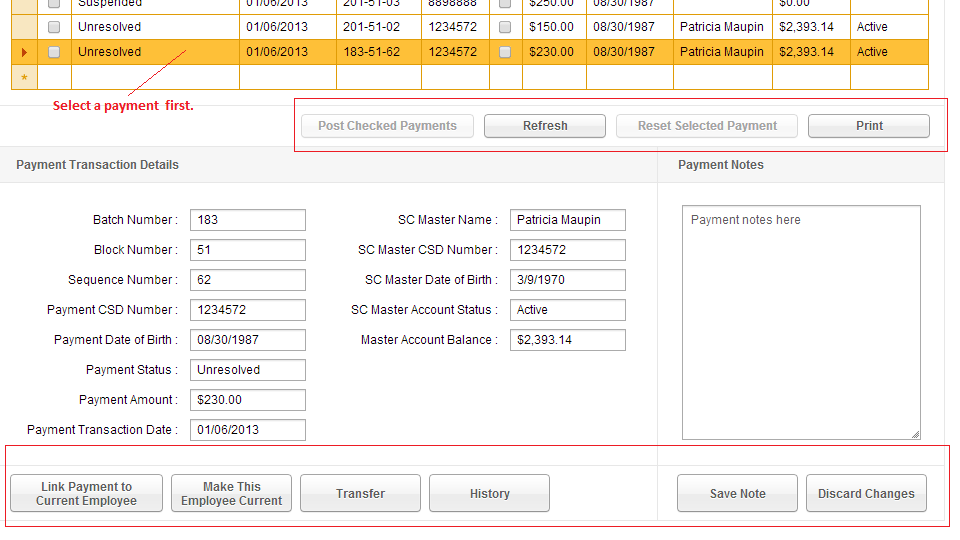 Suspended 01/06/2013 201-51-03 8898888 $250.00 08/30/1987 $0.00
Unresolved 01/06/2013 201-51-02 1234572 $150.00 08/30/1987 Patricia Maupin $2,393.14 Active
Unresolved 01/06/2013 183-51-62 1234572 $230.00 08/30/1987 Patricia Maupin $2,393.14 Active
Select a payment first.
Post Checked Payments Refresh Reset Selected Payment Print
Payment Transaction Details Payment Notes
Batch Number : 183 SC Master Name : Patricia Maupin Payment notes here
Block Number : 51 SC Master CSD Number : 1234572
Sequence Number : 62 SC Master Date of Birth : 3/9/1970
Payment CSD Number : 1234572 SC Master Account Status : Active
Payment Date of Birth : 08/30/1987 Master Account Balance : $2,393.14
Payment Status : Unresolved
Payment Amount : $230.00
Payment Transaction Date : 01/06/2013
Link Payment to
Current Employee
Make This
Employee Current
Transfer History Save Note Discard Changes